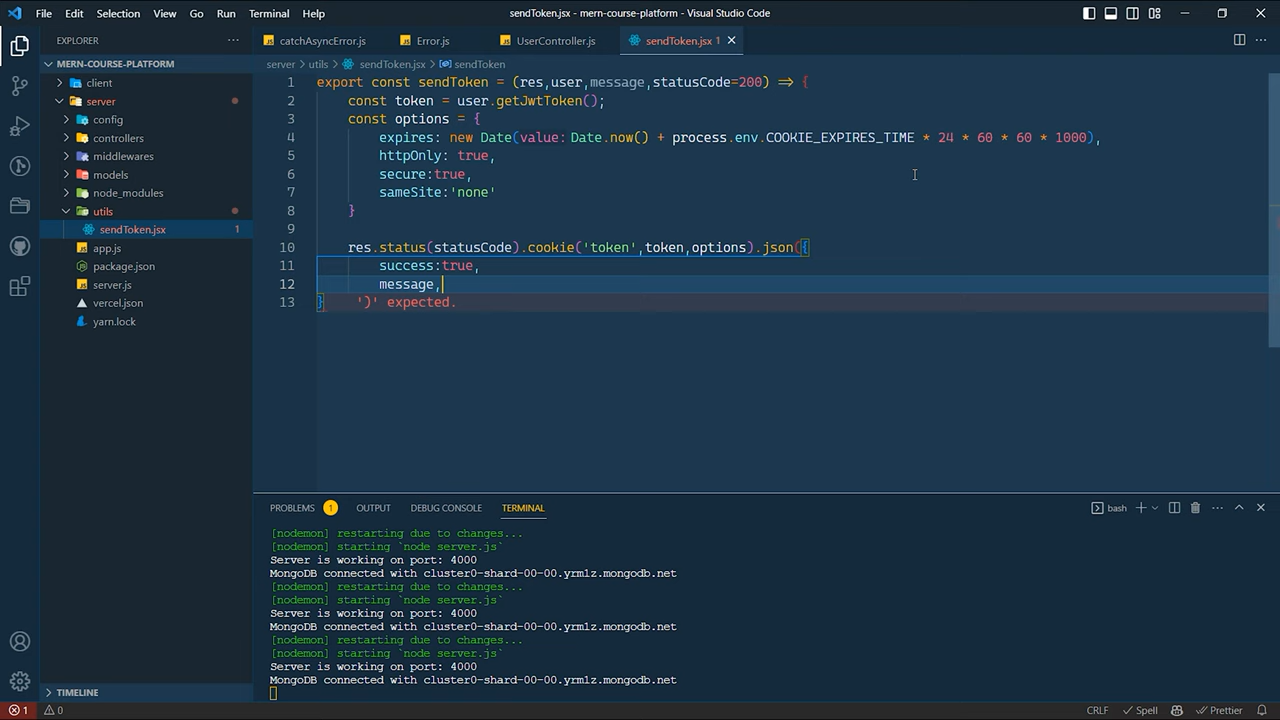 File Edit Selection View Go Run Terminal Help
sendToken.jsx - mern-course-platform - Visual Studio Code
EXPLORER
MERN-COURSE-PLATFORM
client
server
config
controllers
middlewares
models
node_modules
utils
sendToken.jsx 1
app.js
package.json
server.js
vercel.json
yarn.lock
TIMELINE
catchAsyncError.js Error.js UserController.js sendToken.jsx 1
server > utils > sendToken.jsx > sendToken
1 export const sendToken = (res,user,message,statusCode=200) => {
2 const token = user.getJwtToken();
3 const options = {
4 expires: new Date(value: Date.now() + process.env.COOKIE_EXPIRES_TIME * 24 * 60 * 60 * 1000),
5 httpOnly: true,
6 secure:true,
7 sameSite:'none'
8 }
9
10 res.status(statusCode).cookie('token',token,options).json({
11 success:true,
12 message,
13 } ')' expected.
PROBLEMS 1 OUTPUT DEBUG CONSOLE TERMINAL
bash
[nodemon] restarting due to changes...
[nodemon] starting `node server.js`
Server is working on port: 4000
MongoDB connected with cluster0-shard-00-00.yrm1z.mongodb.net
[nodemon] restarting due to changes...
[nodemon] starting `node server.js`
Server is working on port: 4000
MongoDB connected with cluster0-shard-00-00.yrm1z.mongodb.net
[nodemon] restarting due to changes...
[nodemon] starting `node server.js`
Server is working on port: 4000
MongoDB connected with cluster0-shard-00-00.yrm1z.mongodb.net
1 0
CRLF Spell Prettier